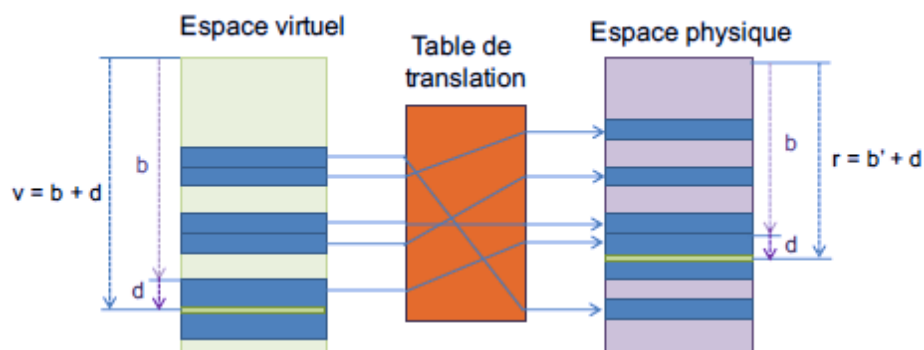 Espace virtuel
Table de
translation
Espace physique
b
v = b + d
d
b
r = b' + d
d